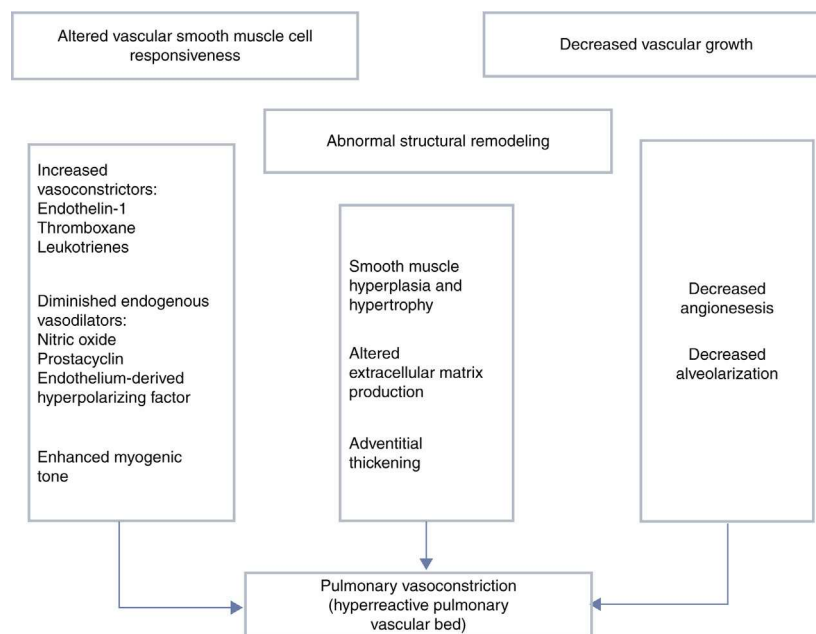 Altered vascular smooth muscle cell
responsiveness
Decreased vascular growth
Abnormal structural remodeling
Increased
vasoconstrictors:
Endothelin-1
Thromboxane
Leukotrienes
Diminished endogenous
vasodilators:
Nitric oxide
Prostacyclin
Endothelium-derived
hyperpolarizing factor
Enhanced myogenic
tone
Smooth muscle
hyperplasia and
hypertrophy
Altered
extracellular matrix
production
Adventitial
thickening
Decreased
angionesesis
Decreased
alveolarization
Pulmonary vasoconstriction
(hyperreactive pulmonary
vascular bed)